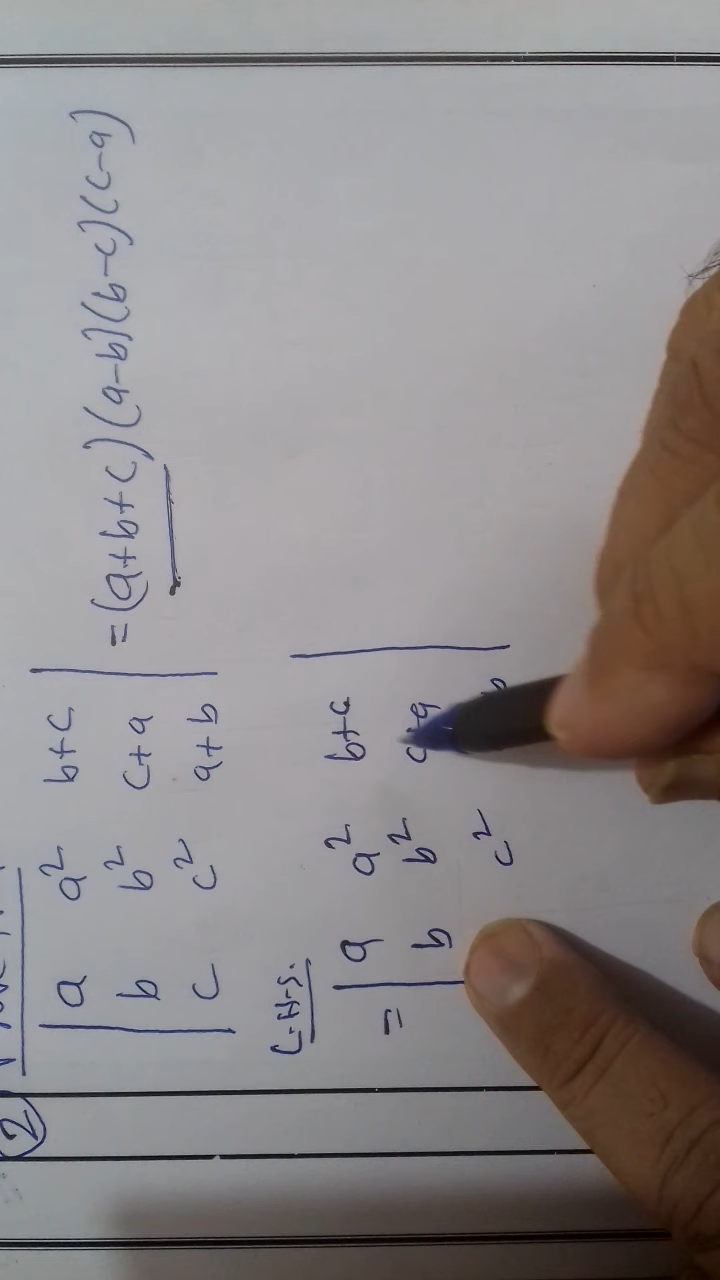 2
| a a² b+c |
| b b² c+a | = (a+b+c) (a-b) (b-c) (c-a)
| c c² a+b |
L.H.S.
= | a a² b+c |
b b² c+a
c² b